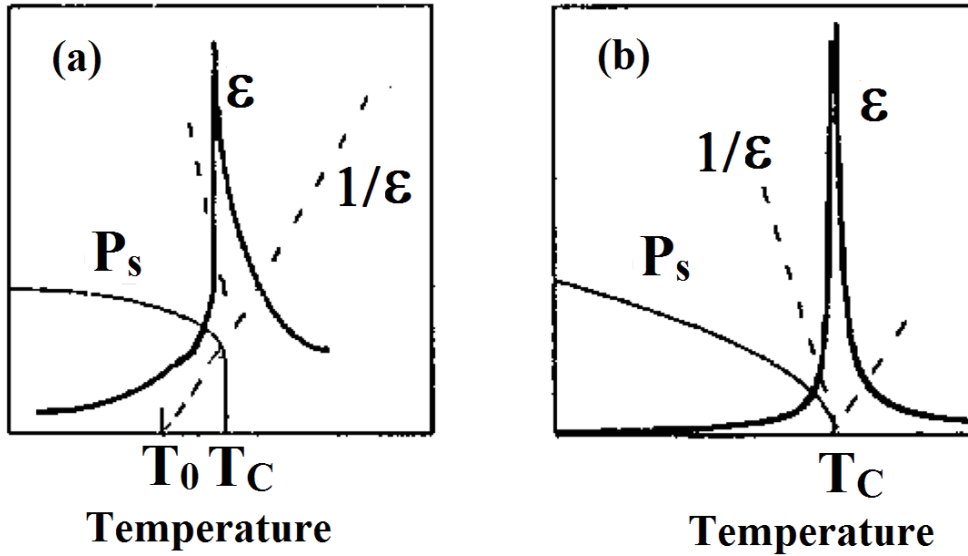 (a)
ε
1/ε
Ps
T0 TC
Temperature
(b)
ε
1/ε
Ps
TC
Temperature